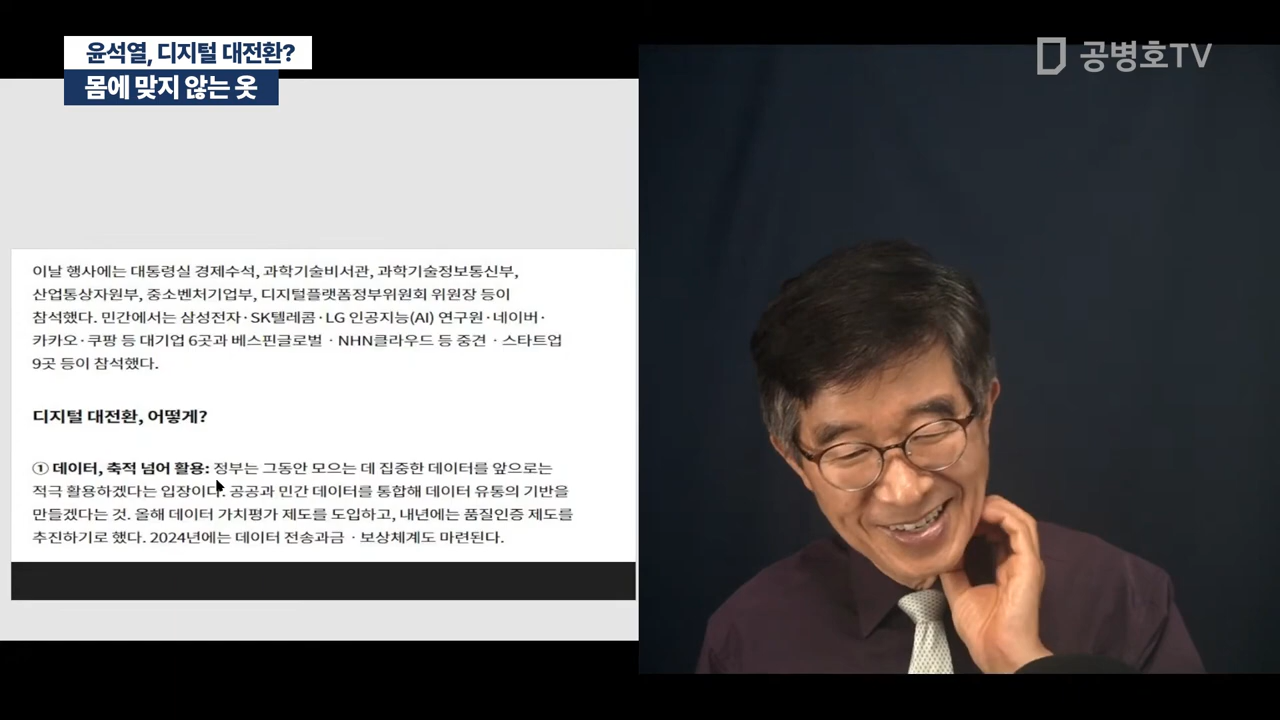 윤석열, 디지털 대전환?
몸에 맞지 않는 옷
공병호TV
이날 행사에는 대통령실 경제수석, 과학기술비서관, 과학기술정보통신부,
산업통상자원부, 중소벤처기업부, 디지털플랫폼정부위원회 위원장 등이
참석했다. 민간에서는 삼성전자·SK텔레콤·LG 인공지능(AI) 연구원·네이버·
카카오·쿠팡 등 대기업 6곳과 베스핀글로벌·NHN클라우드 등 중견·스타트업
9곳 등이 참석했다.
디지털 대전환, 어떻게?
① 데이터, 축적 넘어 활용: 정부는 그동안 모으는 데 집중한 데이터를 앞으로는
적극 활용하겠다는 입장이다. 공공과 민간 데이터를 통합해 데이터 유통의 기반을
만들겠다는 것. 올해 데이터 가치평가 제도를 도입하고, 내년에는 품질인증 제도를
추진하기로 했다. 2024년에는 데이터 전송과금·보상체계도 마련된다.